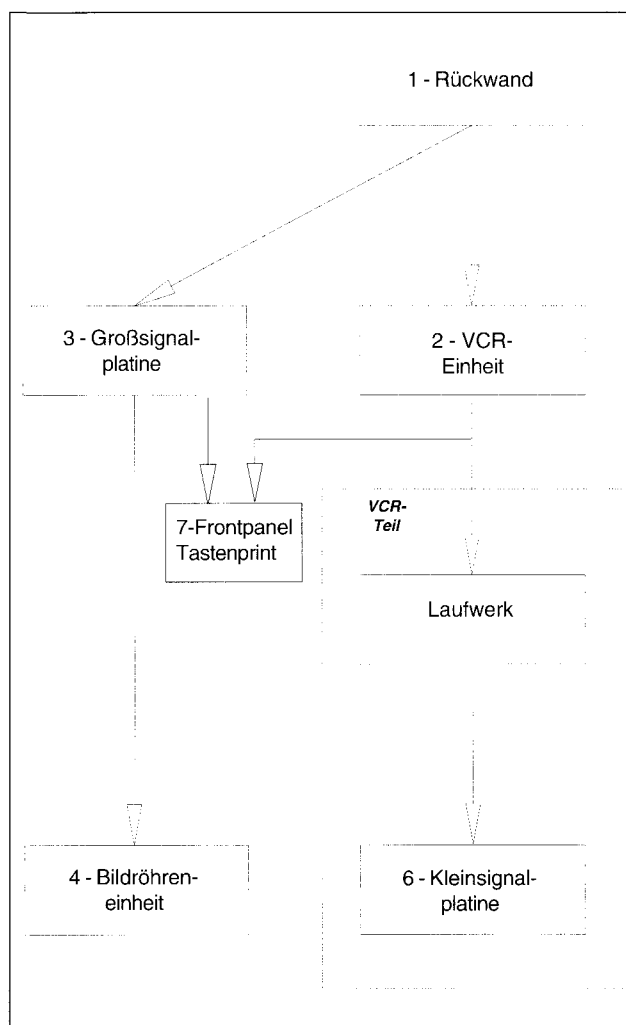 1 - Rückwand
3 - Großsignal-
platine
2 - VCR-
Einheit
7-Frontpanel
Tastenprint
VCR-
Teil
Laufwerk
4 - Bildröhren-
einheit
6 - Kleinsignal-
platine